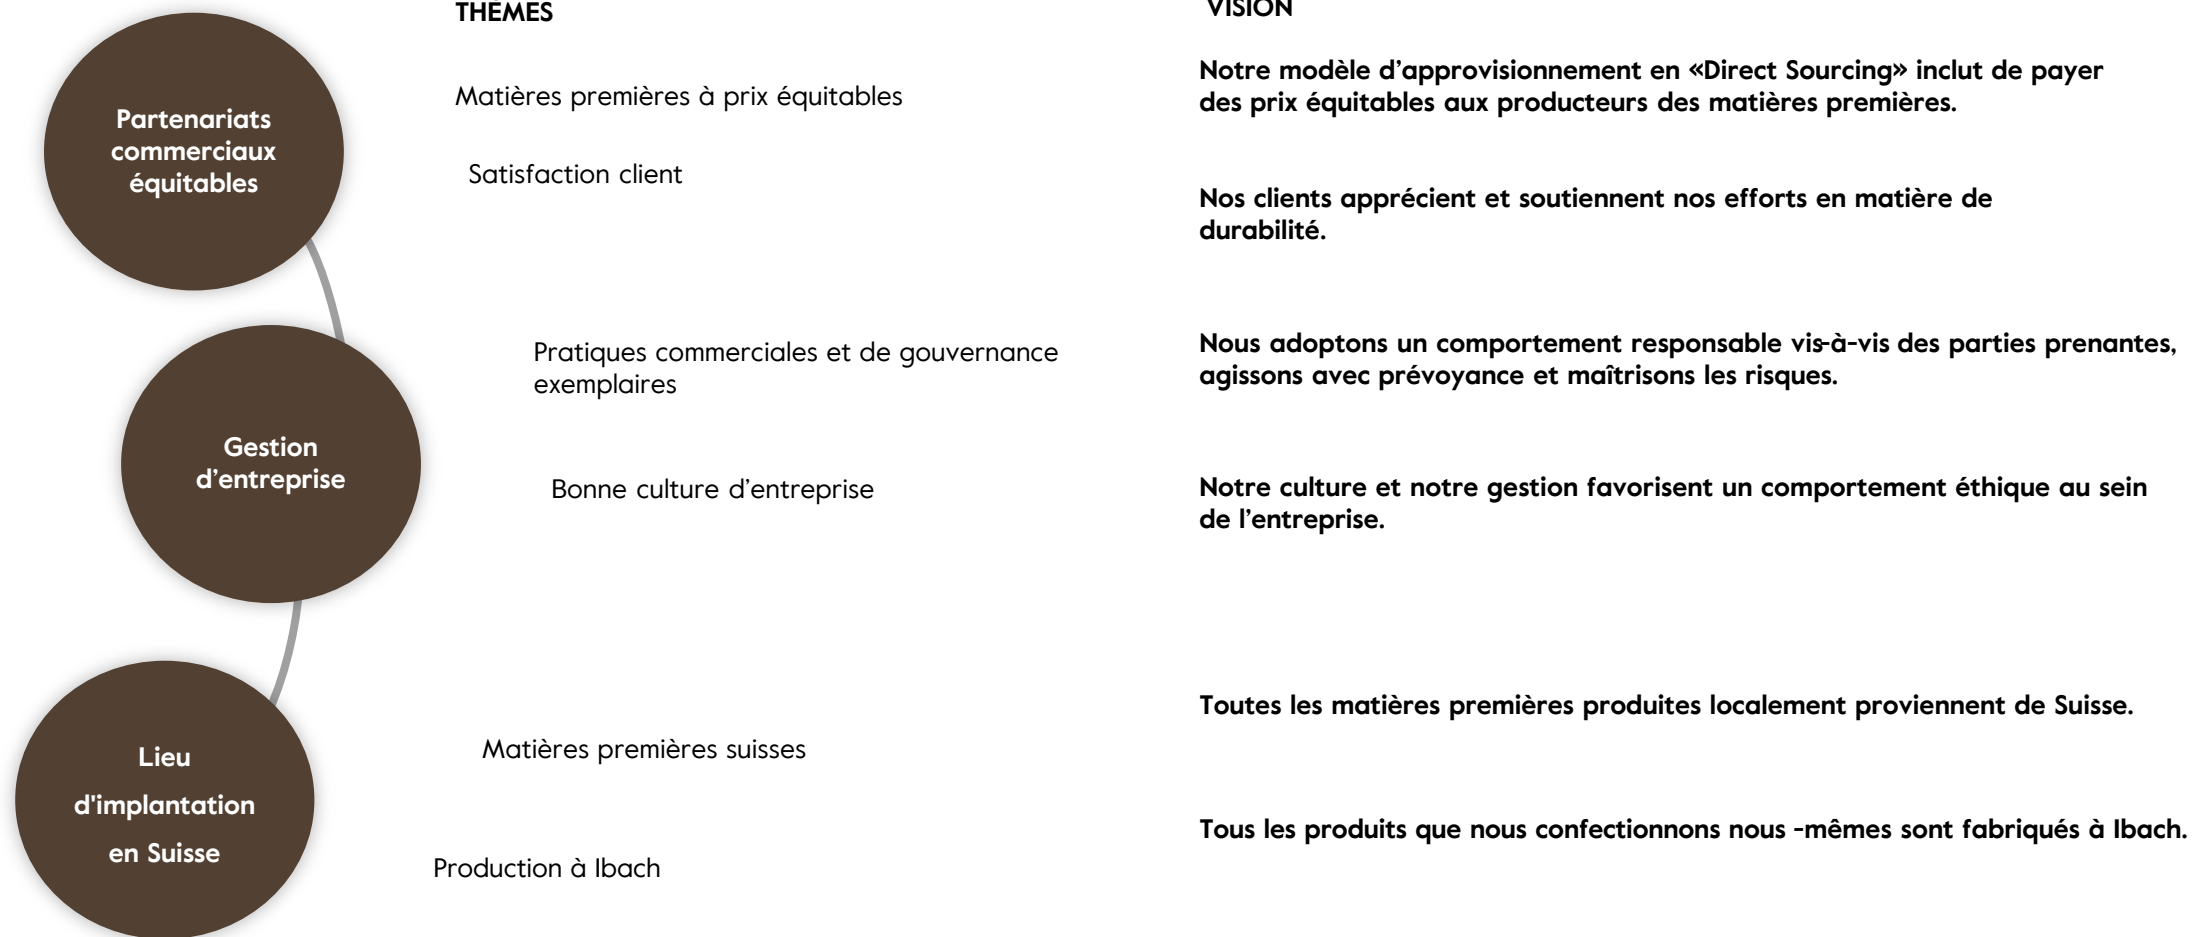 THÈMES
VISION
Partenariats
commerciaux
équitables
Matières premières à prix équitables
Notre modèle d’approvisionnement en «Direct Sourcing» inclut de payer
des prix équitables aux producteurs des matières premières.
Satisfaction client
Nos clients apprécient et soutiennent nos efforts en matière de
durabilité.
Gestion
d’entreprise
Pratiques commerciales et de gouvernance
exemplaires
Nous adoptons un comportement responsable vis-à-vis des parties prenantes,
agissons avec prévoyance et maîtrisons les risques.
Bonne culture d’entreprise
Notre culture et notre gestion favorisent un comportement éthique au sein
de l’entreprise.
Lieu
d'implantation
en Suisse
Matières premières suisses
Toutes les matières premières produites localement proviennent de Suisse.
Production à Ibach
Tous les produits que nous confectionnons nous -mêmes sont fabriqués à Ibach.